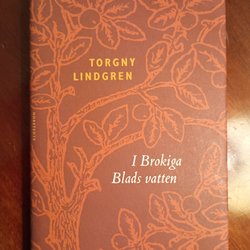 TORGNY
LINDGREN
I Brokiga
Blads vatten